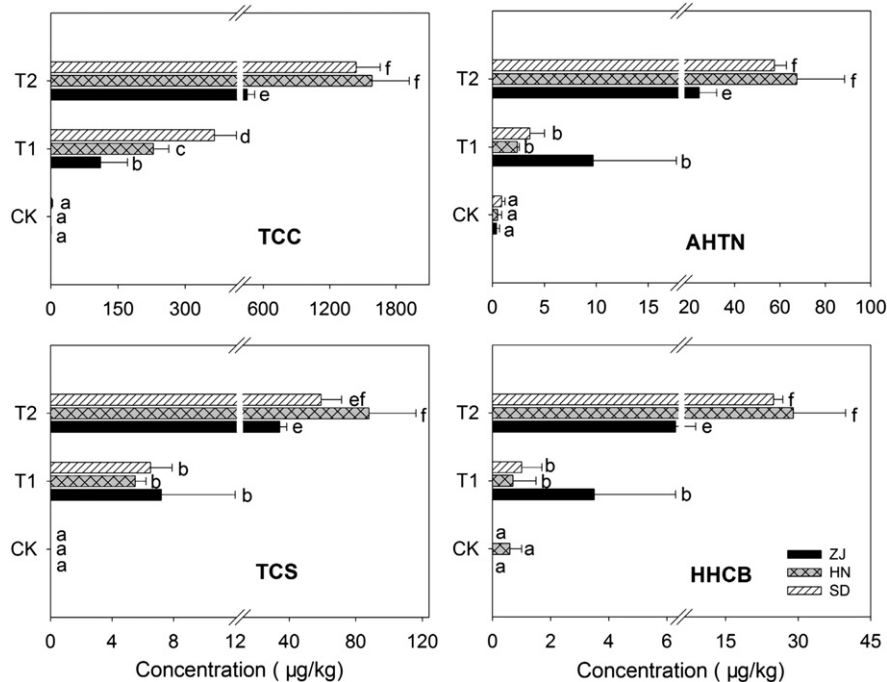 T2
f
f
e
T1
d
c
b
CK
a
a
a
TCC
0 150 300 600 1200 1800
T2
f
f
e
T1
b
b
b
CK
a
a
a
AHTN
0 5 10 15 20 40 60 80 100
T2
ef
f
e
T1
b
b
b
CK
a
a
a
TCS
0 4 8 12 40 80 120
Concentration ( µg/kg)
T2
f
f
e
T1
b
b
b
CK
a
a
a
HHCB
ZJ
HN
SD
0 2 4 6 15 30 45
Concentration ( µg/kg)